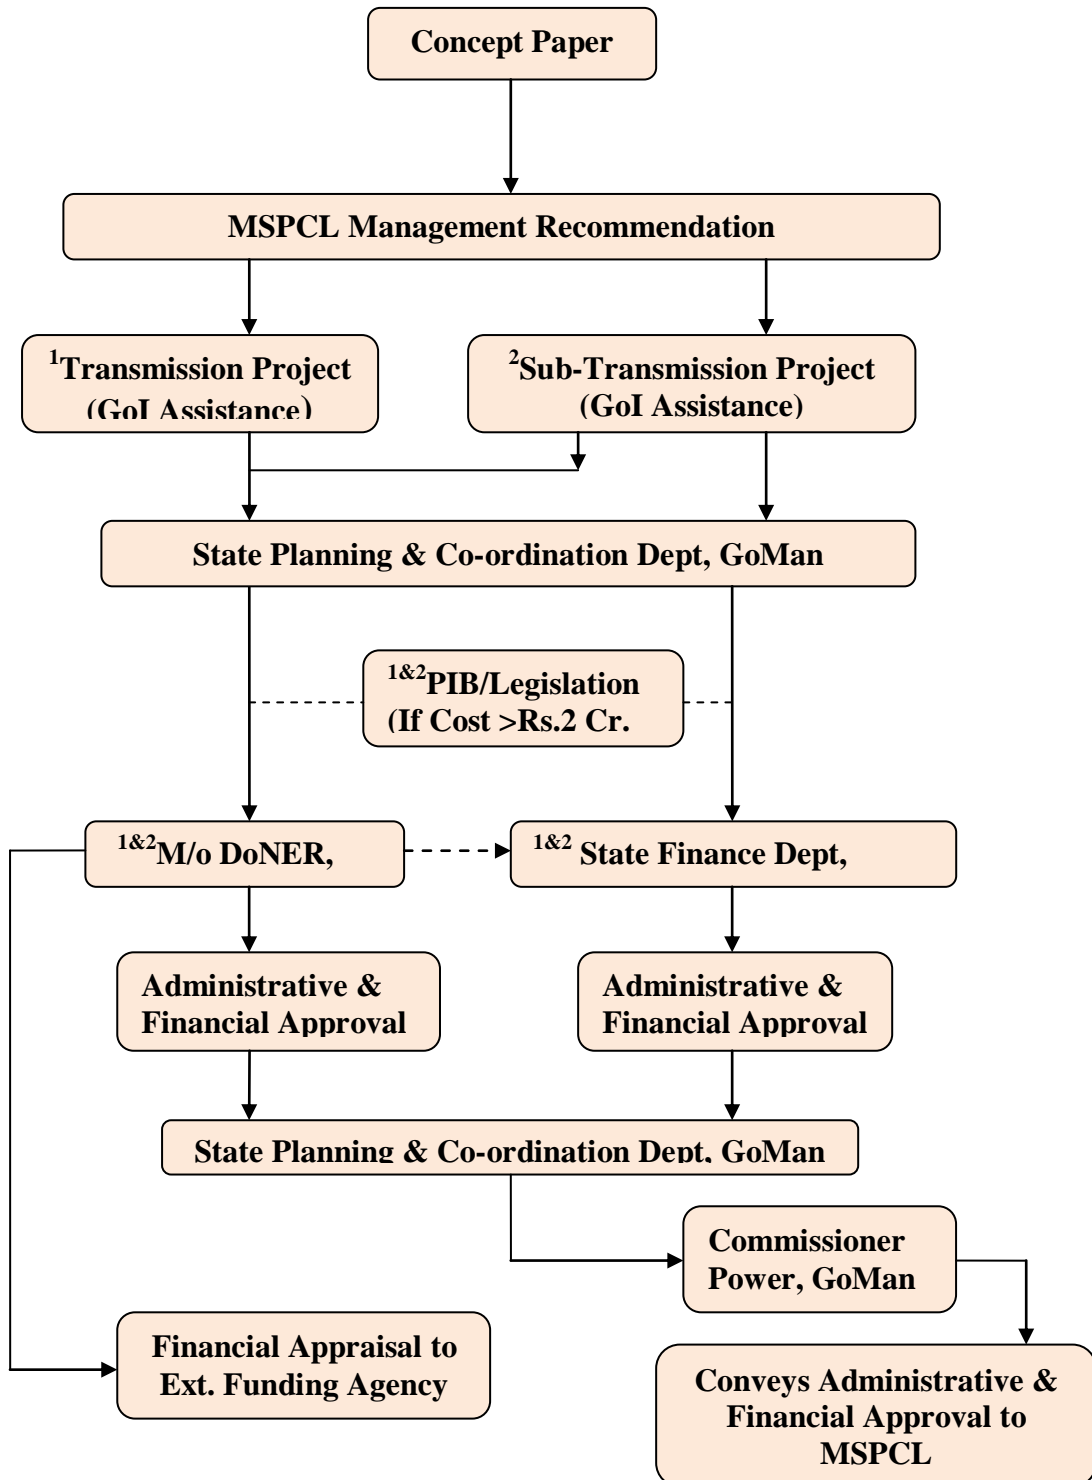 Concept Paper
MSPCL Management Recommendation
¹Transmission Project
(GoI Assistance)
²Sub-Transmission Project
(GoI Assistance)
State Planning & Co-ordination Dept, GoMan
¹&²PIB/Legislation
(If Cost >Rs.2 Cr.
¹&²M/o DoNER,
¹&² State Finance Dept,
Administrative &
Financial Approval
Administrative &
Financial Approval
State Planning & Co-ordination Dept, GoMan
Commissioner
Power, GoMan
Financial Appraisal to
Ext. Funding Agency
Conveys Administrative &
Financial Approval to
MSPCL